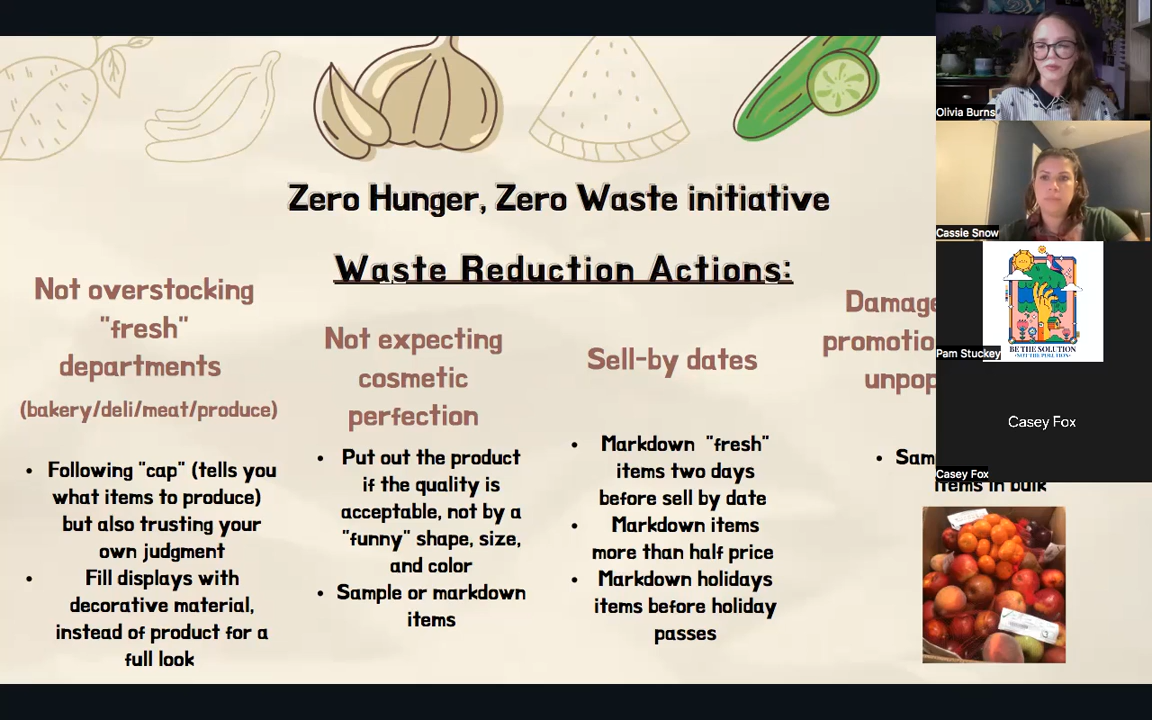 Zero Hunger, Zero Waste initiative
Waste Reduction Actions:
Not overstocking
"fresh"
departments
(bakery/deli/meat/produce)
• Following "cap" (tells you
what items to produce)
but also trusting your
own judgment
• Fill displays with
decorative material,
instead of product for a
full look
Not expecting
cosmetic
perfection
• Put out the product
if the quality is
acceptable, not by a
"funny" shape, size,
and color
• Sample or markdown
items
Sell-by dates
• Markdown "fresh"
items two days
before sell by date
• Markdown items
more than half price
• Markdown holidays
items before holiday
passes
items in bulk
Olivia Burns
Cassie Snow
BE THE SOLUTION
Pam Stuckey
Casey Fox
Casey Fox